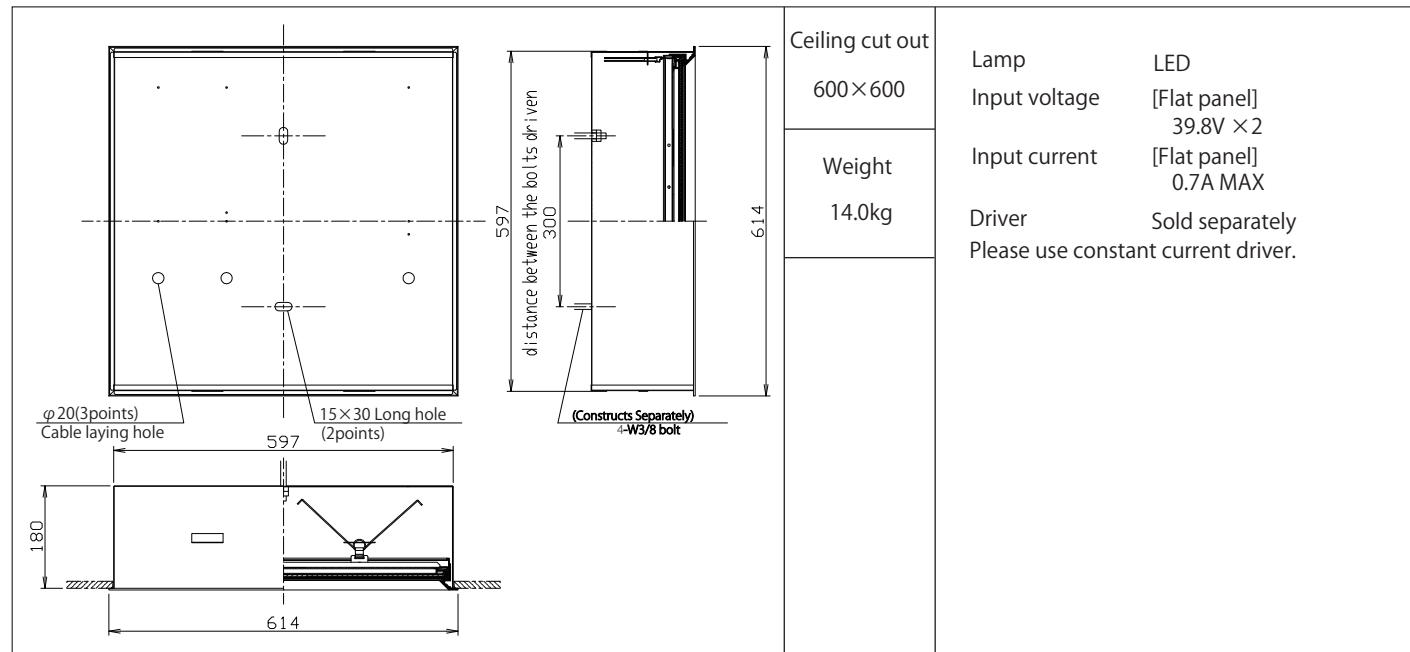 597
distance between the bolts driven
300
614
φ20(3points)
Cable laying hole
15×30 Long hole
(2points)
(Constructs Separately)
4-W3/8 bolt
597
180
614
Ceiling cut out
600×600
Weight
14.0kg
Lamp LED
Input voltage [Flat panel]
39.8V ×2
Input current [Flat panel]
0.7A MAX
Driver Sold separately
Please use constant current driver.